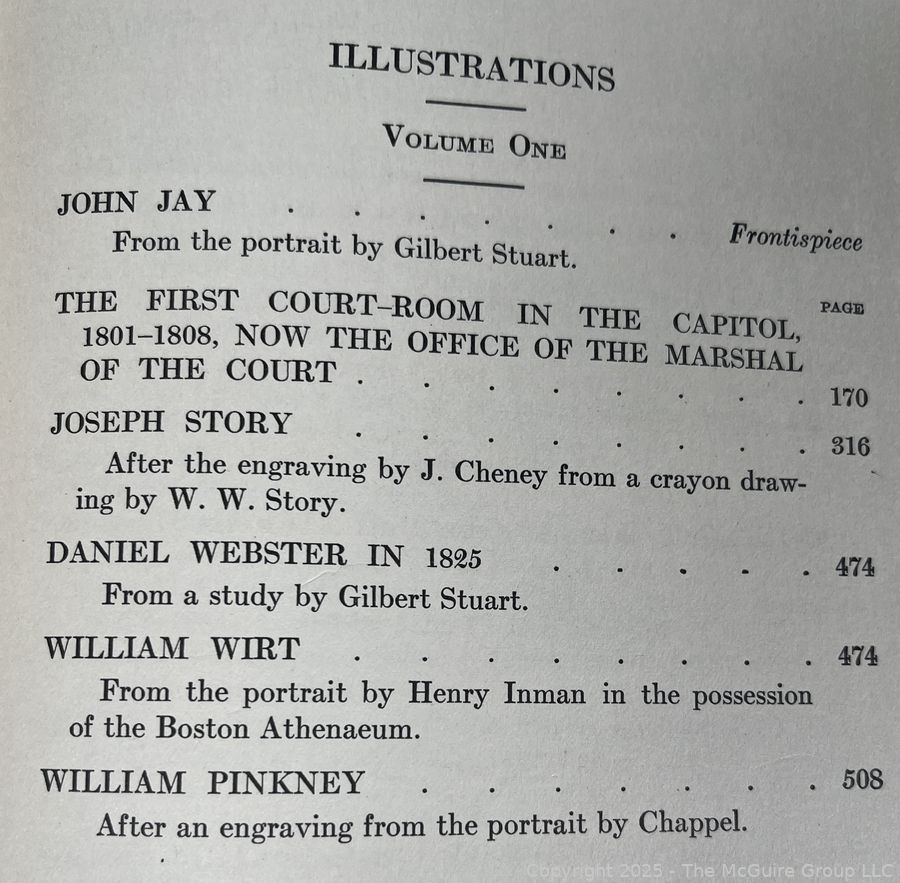 ILLUSTRATIONS
VOLUME ONE
JOHN JAY . . . . . . . Frontispiece
From the portrait by Gilbert Stuart.
PAGE
THE FIRST COURT-ROOM IN THE CAPITOL,
1801–1808, NOW THE OFFICE OF THE MARSHAL
OF THE COURT . . . . . . . . 170
JOSEPH STORY . . . . . . . . 316
After the engraving by J. Cheney from a crayon draw-
ing by W. W. Story.
DANIEL WEBSTER IN 1825 . . . . . 474
From a study by Gilbert Stuart.
WILLIAM WIRT . . . . . . . . 474
From the portrait by Henry Inman in the possession
of the Boston Athenaeum.
WILLIAM PINKNEY . . . . . . . 508
After an engraving from the portrait by Chappel.
Copyright 2025 - The McGuire Group LLC